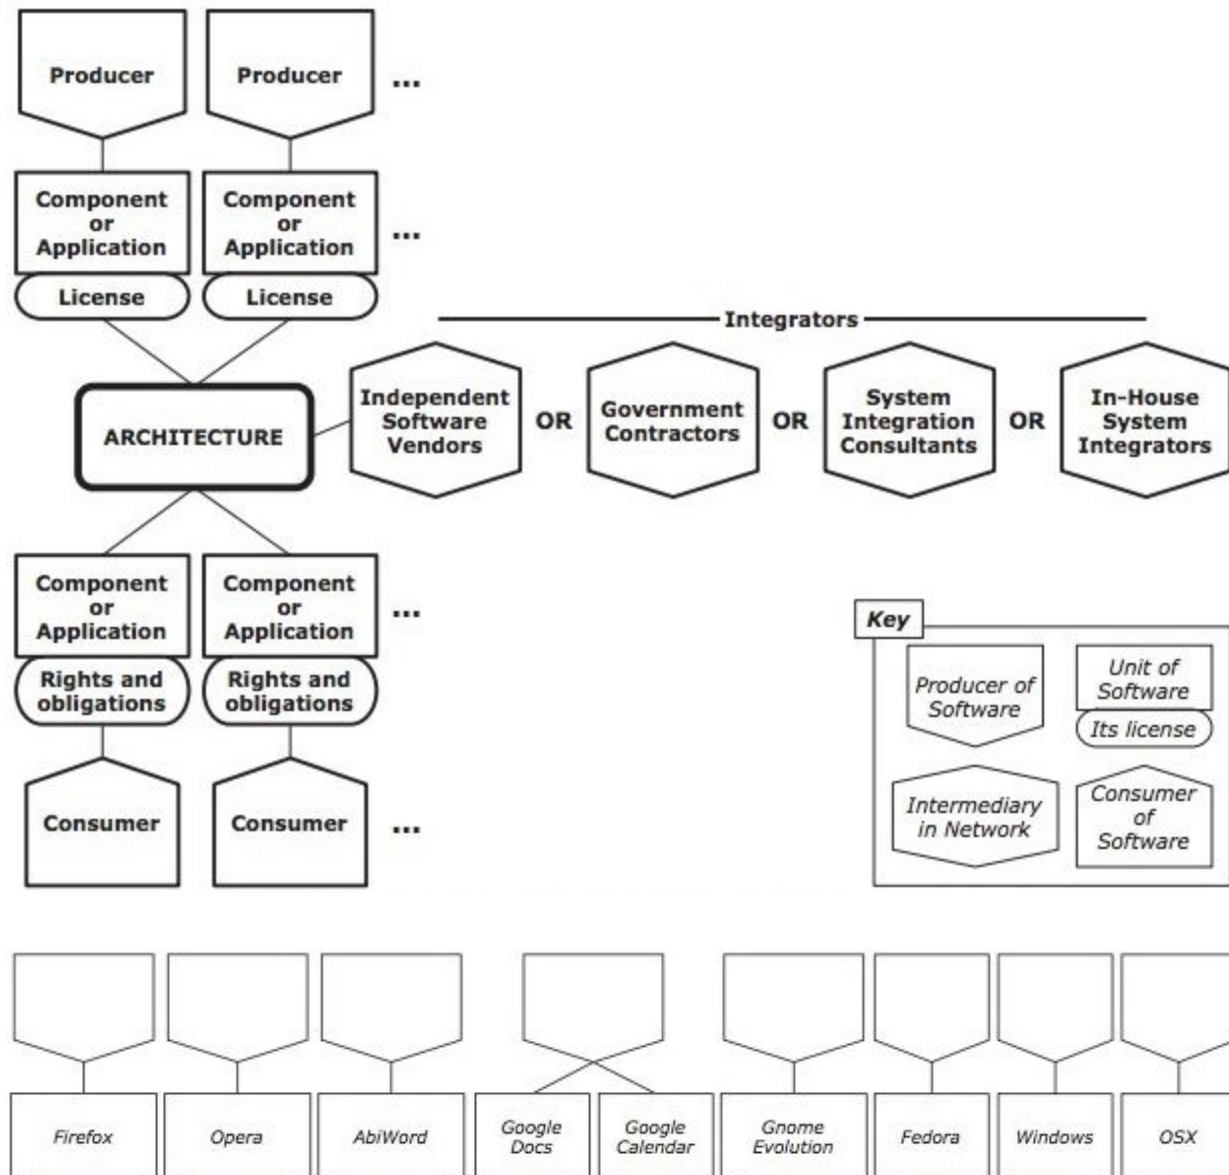 Producer Producer ...
Component or Application Component or Application ...
License License
Integrators
ARCHITECTURE
Independent Software Vendors OR Government Contractors OR System Integration Consultants OR In-House System Integrators
Component or Application Component or Application ...
Rights and obligations Rights and obligations
Consumer Consumer ...
Key
Producer of Software
Unit of Software
Its license
Intermediary in Network
Consumer of Software
Firefox Opera AbiWord Google Docs Google Calendar Gnome Evolution Fedora Windows OSX